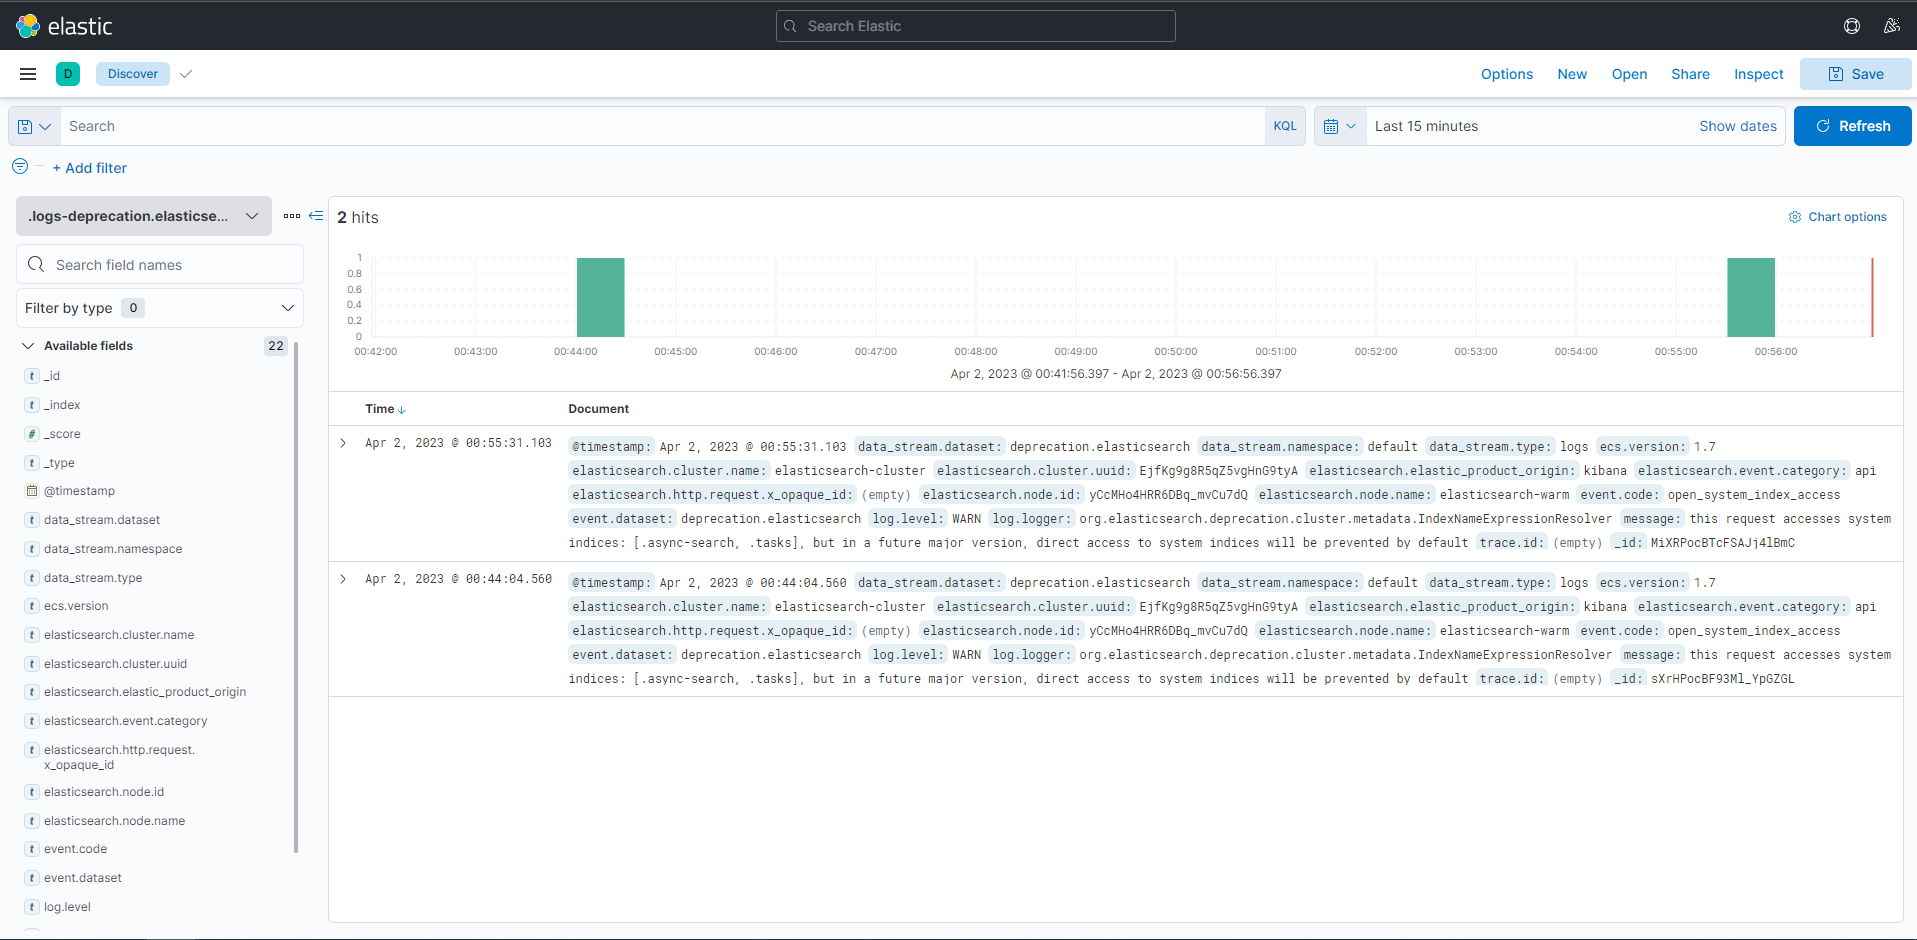 elastic
Search Elastic
D
Discover
Options
New
Open
Share
Inspect
Save
Search
KQL
Last 15 minutes
Show dates
Refresh
+ Add filter
.logs-deprecation.elasticse...
Search field names
Filter by type 0
Available fields 22
t _id
t _index
# _score
t _type
@timestamp
t data_stream.dataset
t data_stream.namespace
t data_stream.type
t ecs.version
t elasticsearch.cluster.name
t elasticsearch.cluster.uuid
t elasticsearch.elastic_product_origin
t elasticsearch.event.category
t elasticsearch.http.request.
x_opaque_id
t elasticsearch.node.id
t elasticsearch.node.name
t event.code
t event.dataset
t log.level
2 hits
Chart options
1
0.8
0.6
0.4
0.2
0
00:42:00 00:43:00 00:44:00 00:45:00 00:46:00 00:47:00 00:48:00 00:49:00 00:50:00 00:51:00 00:52:00 00:53:00 00:54:00 00:55:00 00:56:00
Apr 2, 2023 @ 00:41:56.397 - Apr 2, 2023 @ 00:56:56.397
Time Document
Apr 2, 2023 @ 00:55:31.103
@timestamp: Apr 2, 2023 @ 00:55:31.103 data_stream.dataset: deprecation.elasticsearch data_stream.namespace: default data_stream.type: logs ecs.version: 1.7
elasticsearch.cluster.name: elasticsearch-cluster elasticsearch.cluster.uuid: EjfKg9g8R5qZ5vgHnG9tyA elasticsearch.elastic_product_origin: kibana elasticsearch.event.category: api
elasticsearch.http.request.x_opaque_id: (empty) elasticsearch.node.id: yCcMHo4HRR6DBq_mvCu7dQ elasticsearch.node.name: elasticsearch-warm event.code: open_system_index_access
event.dataset: deprecation.elasticsearch log.level: WARN log.logger: org.elasticsearch.deprecation.cluster.metadata.IndexNameExpressionResolver message: this request accesses system
indices: [.async-search, .tasks], but in a future major version, direct access to system indices will be prevented by default trace.id: (empty) _id: MiXRPocBTcFSAJj4lBmC
Apr 2, 2023 @ 00:44:04.560
@timestamp: Apr 2, 2023 @ 00:44:04.560 data_stream.dataset: deprecation.elasticsearch data_stream.namespace: default data_stream.type: logs ecs.version: 1.7
elasticsearch.cluster.name: elasticsearch-cluster elasticsearch.cluster.uuid: EjfKg9g8R5qZ5vgHnG9tyA elasticsearch.elastic_product_origin: kibana elasticsearch.event.category: api
elasticsearch.http.request.x_opaque_id: (empty) elasticsearch.node.id: yCcMHo4HRR6DBq_mvCu7dQ elasticsearch.node.name: elasticsearch-warm event.code: open_system_index_access
event.dataset: deprecation.elasticsearch log.level: WARN log.logger: org.elasticsearch.deprecation.cluster.metadata.IndexNameExpressionResolver message: this request accesses system
indices: [.async-search, .tasks], but in a future major version, direct access to system indices will be prevented by default trace.id: (empty) _id: sXrHPocBF93Ml_YpGZGL